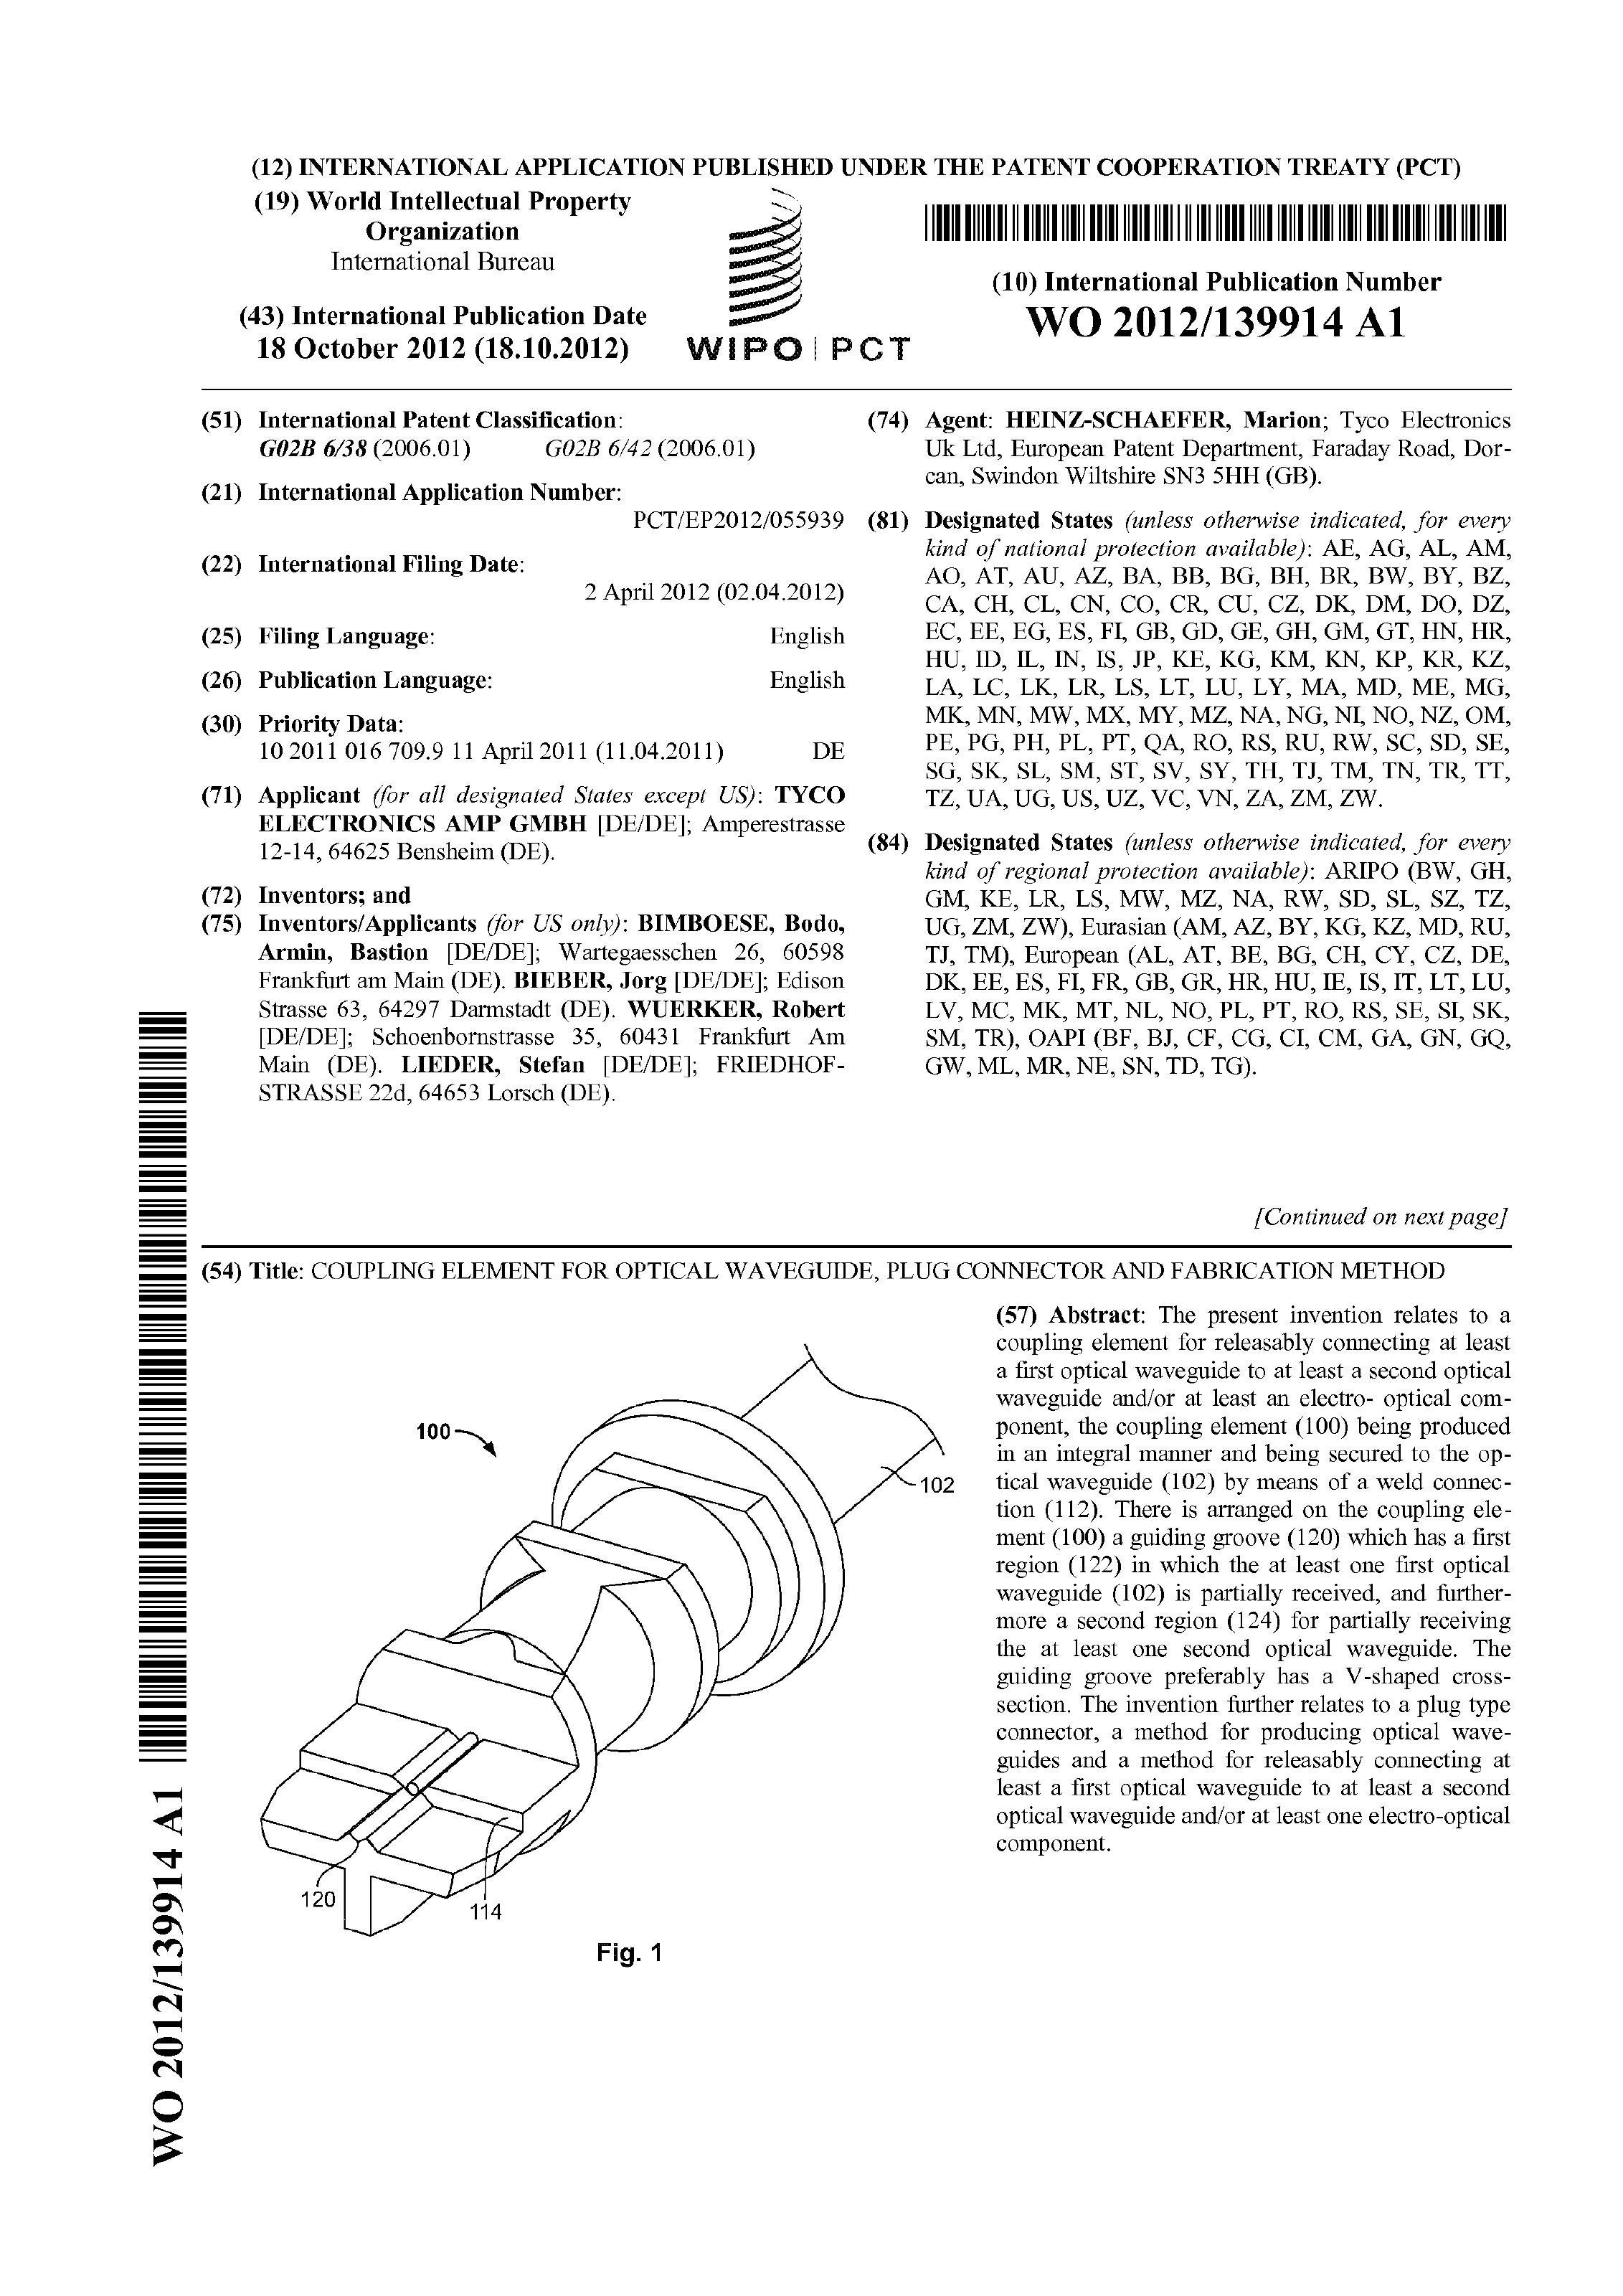 (12) INTERNATIONAL APPLICATION PUBLISHED UNDER THE PATENT COOPERATION TREATY (PCT)
(19) World Intellectual Property
Organization
International Bureau
(43) International Publication Date
18 October 2012 (18.10.2012)
WIPO | PCT
(10) International Publication Number
WO 2012/139914 A1
(51) International Patent Classification:
G02B 6/38 (2006.01) G02B 6/42 (2006.01)
(21) International Application Number:
PCT/EP2012/055939
(22) International Filing Date:
2 April 2012 (02.04.2012)
(25) Filing Language: English
(26) Publication Language: English
(30) Priority Data:
10 2011 016 709.9 11 April 2011 (11.04.2011) DE
(71) Applicant (for all designated States except US): TYCO
ELECTRONICS AMP GMBH [DE/DE]; Amperestrasse
12-14, 64625 Bensheim (DE).
(72) Inventors; and
(75) Inventors/Applicants (for US only): BIMBOESE, Bodo,
Armin, Bastion [DE/DE]; Wartegaesschen 26, 60598
Frankfurt am Main (DE). BIEBER, Jorg [DE/DE]; Edison
Strasse 63, 64297 Darmstadt (DE). WUERKER, Robert
[DE/DE]; Schoenbornstrasse 35, 60431 Frankfurt Am
Main (DE). LIEDER, Stefan [DE/DE]; FRIEDHOF-
STRASSE 22d, 64653 Lorsch (DE).
(74) Agent: HEINZ-SCHAEFER, Marion; Tyco Electronics
Uk Ltd, European Patent Department, Faraday Road, Dor-
can, Swindon Wiltshire SN3 5HH (GB).
(81) Designated States (unless otherwise indicated, for every
kind of national protection available): AE, AG, AL, AM,
AO, AT, AU, AZ, BA, BB, BG, BH, BR, BW, BY, BZ,
CA, CH, CL, CN, CO, CR, CU, CZ, DK, DM, DO, DZ,
EC, EE, EG, ES, FI, GB, GD, GE, GH, GM, GT, HN, HR,
HU, ID, IL, IN, IS, JP, KE, KG, KM, KN, KP, KR, KZ,
LA, LC, LK, LR, LS, LT, LU, LY, MA, MD, ME, MG,
MK, MN, MW, MX, MY, MZ, NA, NG, NI, NO, NZ, OM,
PE, PG, PH, PL, PT, QA, RO, RS, RU, RW, SC, SD, SE,
SG, SK, SL, SM, ST, SV, SY, TH, TJ, TM, TN, TR, TT,
TZ, UA, UG, US, UZ, VC, VN, ZA, ZM, ZW.
(84) Designated States (unless otherwise indicated, for every
kind of regional protection available): ARIPO (BW, GH,
GM, KE, LR, LS, MW, MZ, NA, RW, SD, SL, SZ, TZ,
UG, ZM, ZW), Eurasian (AM, AZ, BY, KG, KZ, MD, RU,
TJ, TM), European (AL, AT, BE, BG, CH, CY, CZ, DE,
DK, EE, ES, FI, FR, GB, GR, HR, HU, IE, IS, IT, LT, LU,
LV, MC, MK, MT, NL, NO, PL, PT, RO, RS, SE, SI, SK,
SM, TR), OAPI (BF, BJ, CF, CG, CI, CM, GA, GN, GQ,
GW, ML, MR, NE, SN, TD, TG).
[Continued on next page]
(54) Title: COUPLING ELEMENT FOR OPTICAL WAVEGUIDE, PLUG CONNECTOR AND FABRICATION METHOD
100
102
120
114
Fig. 1
(57) Abstract: The present invention relates to a
coupling element for releasably connecting at least
a first optical waveguide to at least a second optical
waveguide and/or at least an electro- optical com-
ponent, the coupling element (100) being produced
in an integral manner and being secured to the op-
tical waveguide (102) by means of a weld connec-
tion (112). There is arranged on the coupling ele-
ment (100) a guiding groove (120) which has a first
region (122) in which the at least one first optical
waveguide (102) is partially received, and further-
more a second region (124) for partially receiving
the at least one second optical waveguide. The
guiding groove preferably has a V-shaped cross-
section. The invention further relates to a plug type
connector, a method for producing optical wave-
guides and a method for releasably connecting at
least a first optical waveguide to at least a second
optical waveguide and/or at least one electro-optical
component.
WO 2012/139914 A1